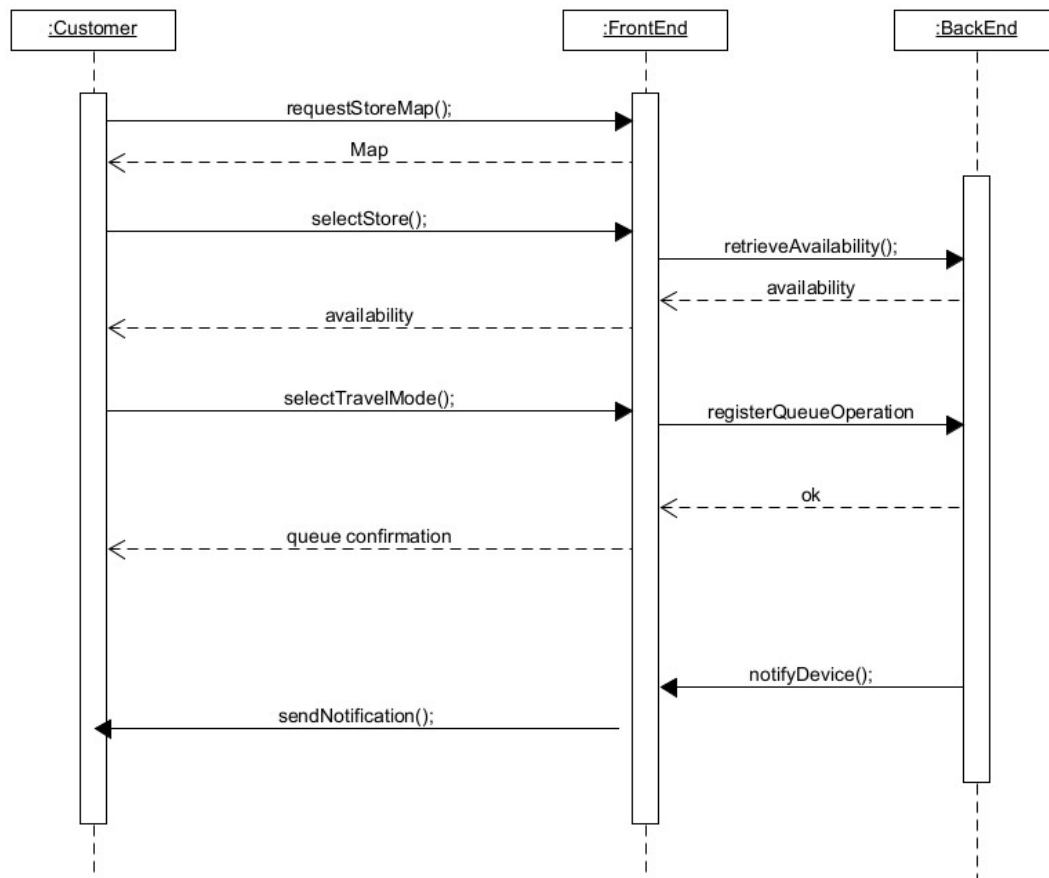 :Customer
:FrontEnd
:BackEnd
requestStoreMap();
Map
selectStore();
retrieveAvailability();
availability
availability
selectTravelMode();
registerQueueOperation
ok
queue confirmation
notifyDevice();
sendNotification();